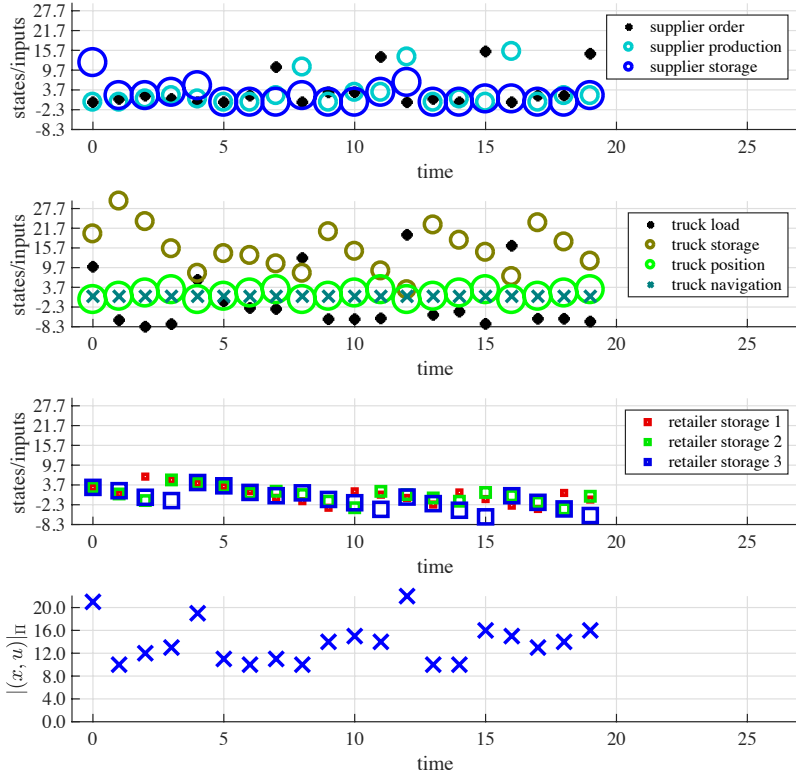 states/inputs
27.7
21.7
15.7
9.7
3.7
-2.3
-8.3
supplier order
supplier production
supplier storage
0
5
10
15
20
25
time
states/inputs
27.7
21.7
15.7
9.7
3.7
-2.3
-8.3
truck load
truck storage
truck position
truck navigation
0
5
10
15
20
25
time
states/inputs
27.7
21.7
15.7
9.7
3.7
-2.3
-8.3
retailer storage 1
retailer storage 2
retailer storage 3
0
5
10
15
20
25
time
|(x, u)|_Π
20.0
16.0
12.0
8.0
4.0
0.0
0
5
10
15
20
25
time